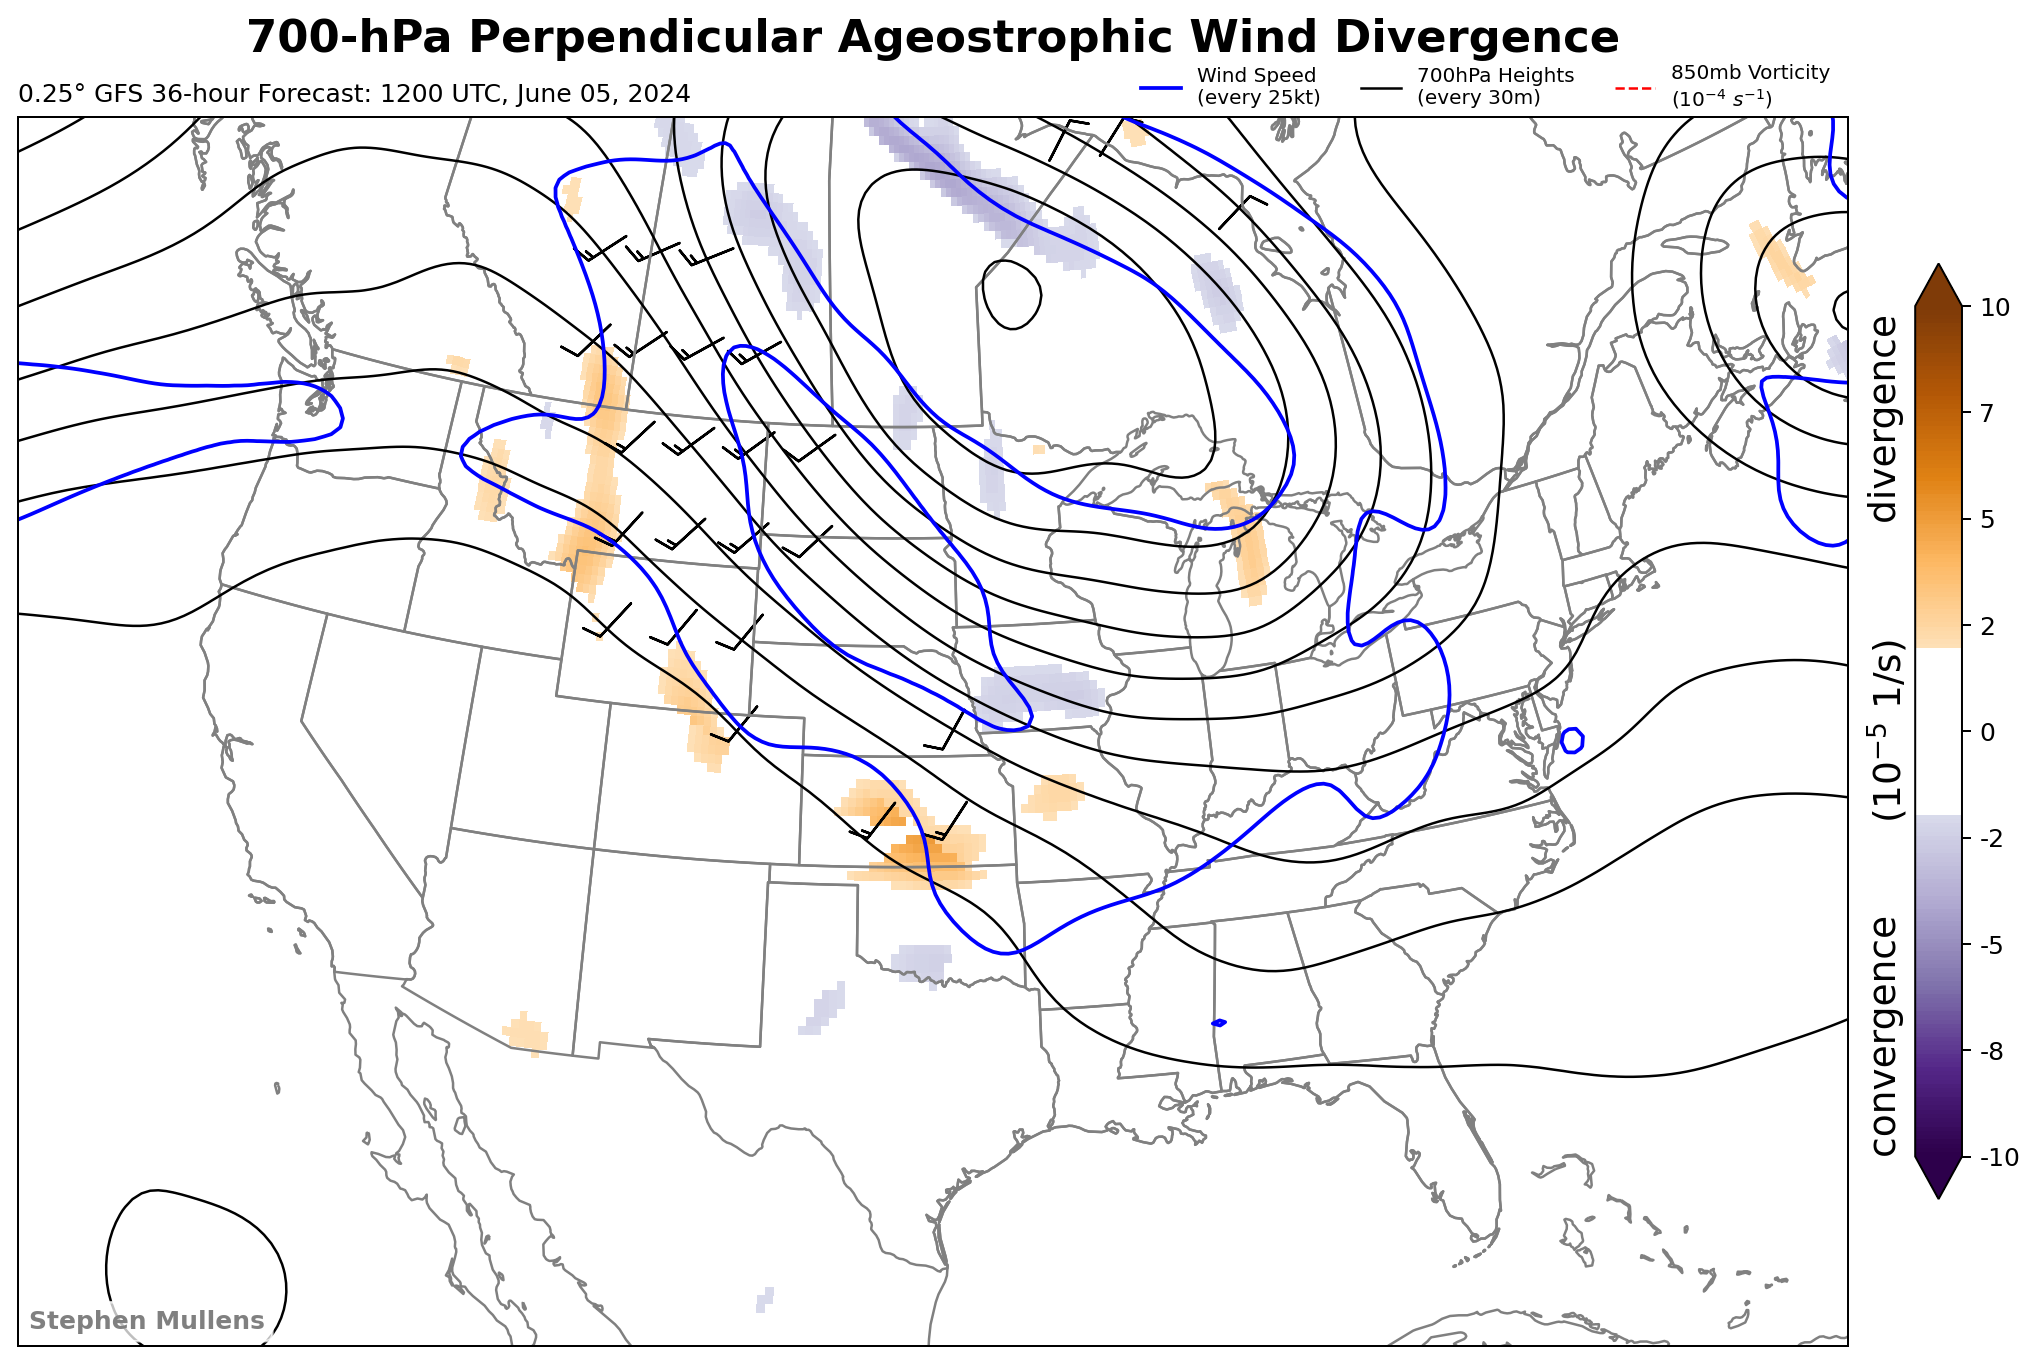 700-hPa Perpendicular Ageostrophic Wind Divergence
0.25° GFS 36-hour Forecast: 1200 UTC, June 05, 2024
Wind Speed
(every 25kt)
700hPa Heights
(every 30m)
850mb Vorticity
(10⁻⁴ s⁻¹)
10
7
5
2
0
-2
-5
-8
-10
convergence (10⁻⁵ 1/s) divergence
Stephen Mullens